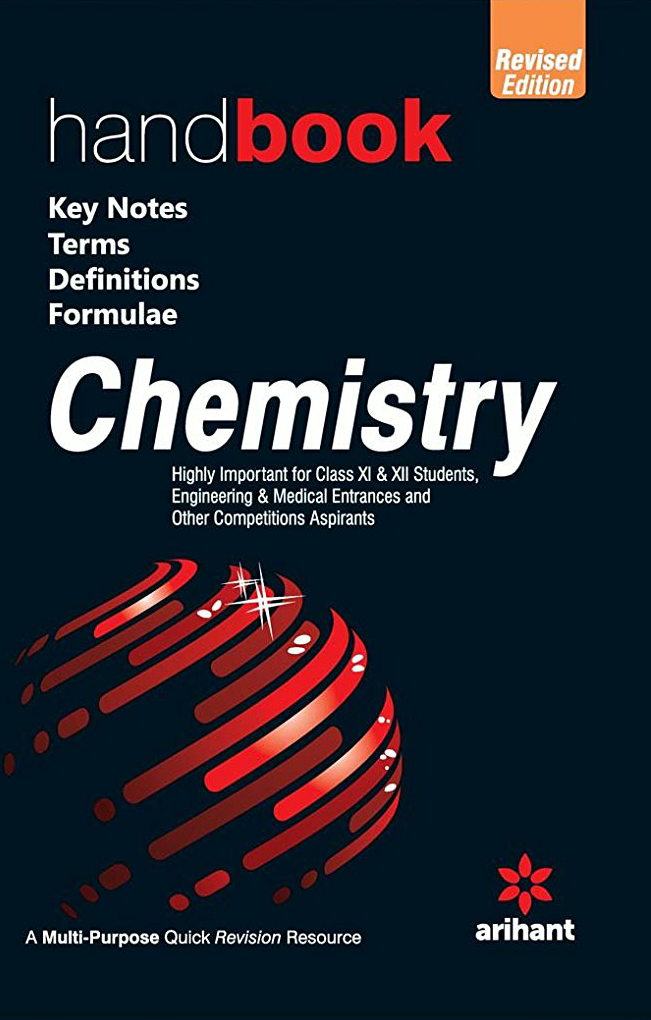 Revised
Edition
handbook
Key Notes
Terms
Definitions
Formulae
Chemistry
Highly Important for Class XI & XII Students,
Engineering & Medical Entrances and
Other Competitions Aspirants
arihant
A Multi-Purpose Quick Revision Resource